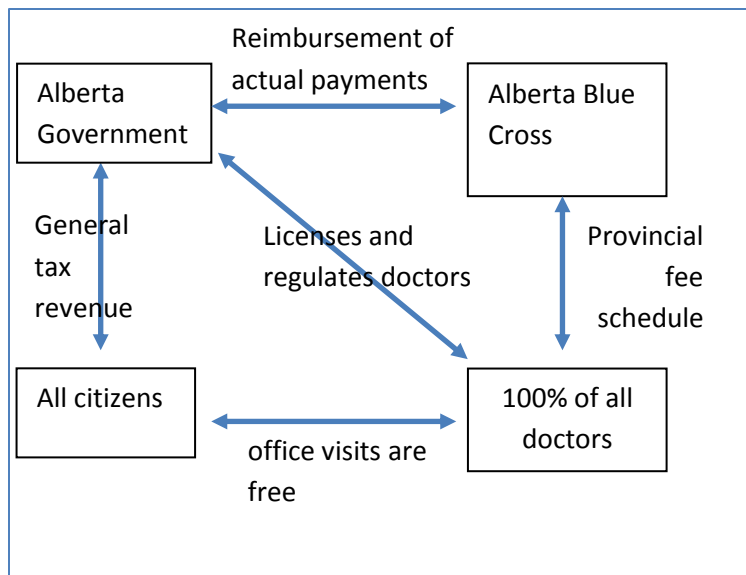 Reimbursement of
actual payments
Alberta
Government
Alberta Blue
Cross
General
tax
revenue
Licenses and
regulates doctors
Provincial
fee
schedule
All citizens
100% of all
doctors
office visits are
free